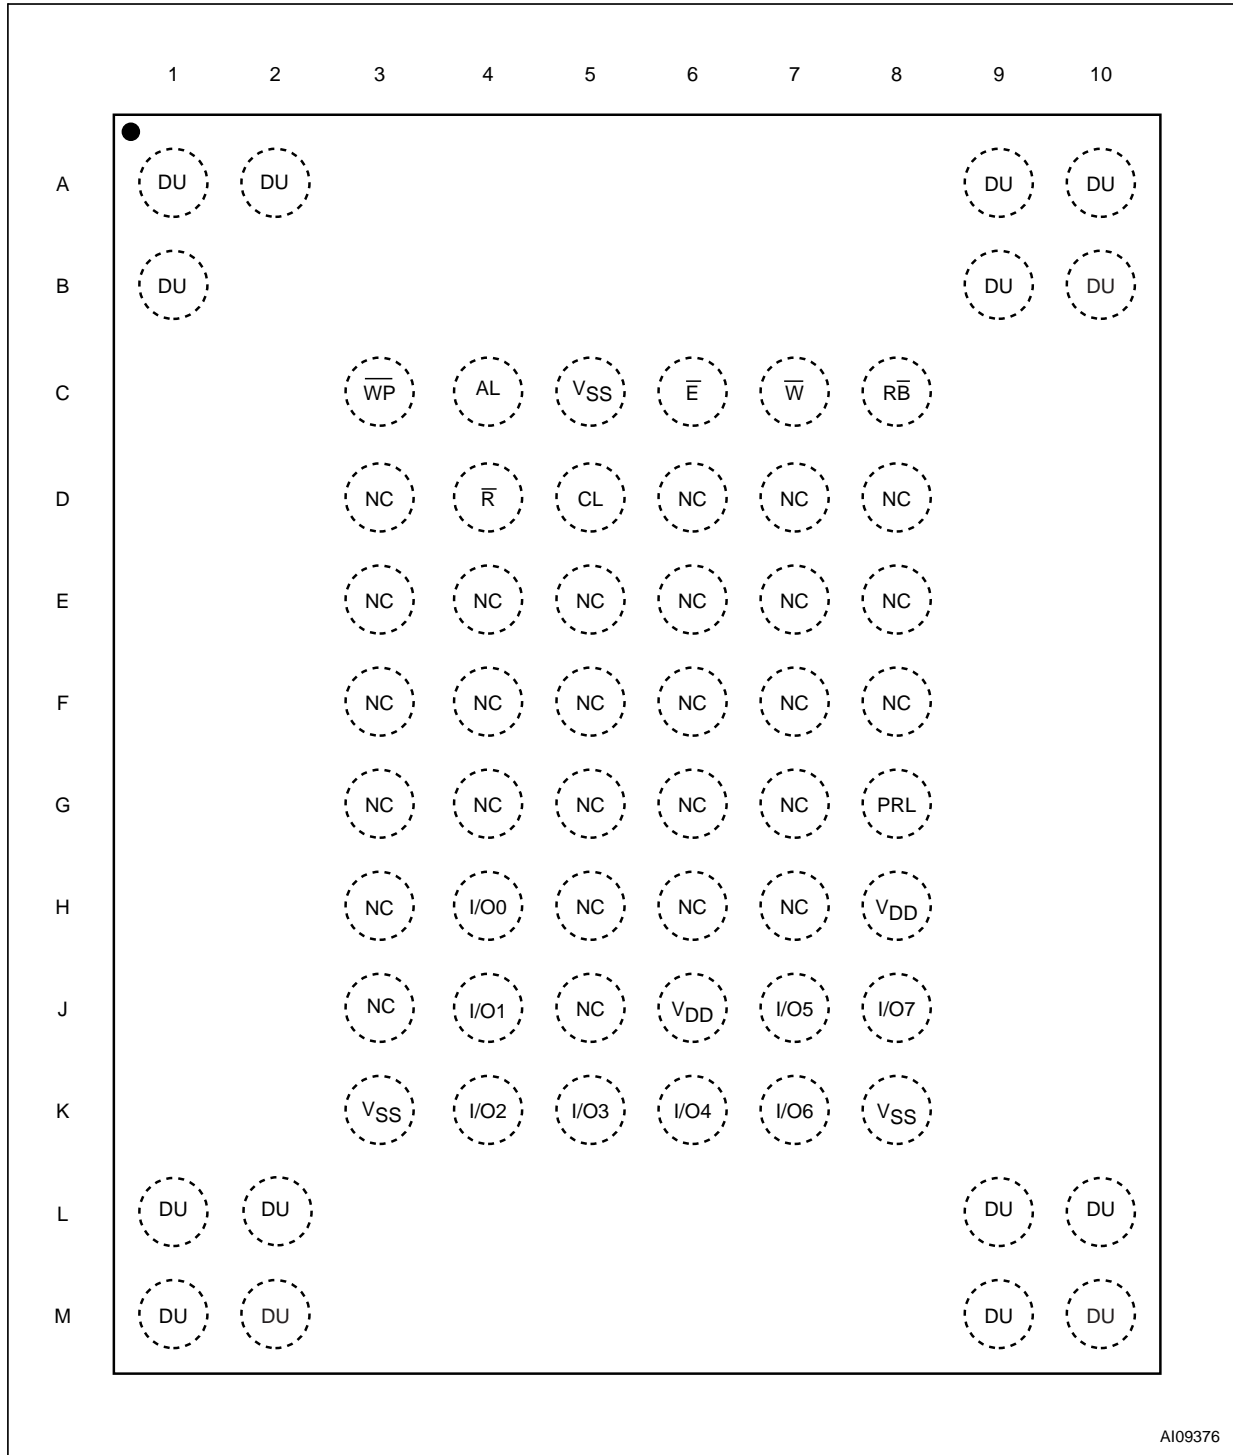 1 2 3 4 5 6 7 8 9 10
A DU DU DU DU
B DU DU DU
C W̅P̅ AL VSS E̅ W̅ RB̅ 
D NC R̅ CL NC NC NC
E NC NC NC NC NC NC
F NC NC NC NC NC NC
G NC NC NC NC NC PRL
H NC I/O0 NC NC NC VDD
J NC I/O1 NC VDD I/O5 I/O7
K VSS I/O2 I/O3 I/O4 I/O6 VSS
L DU DU DU DU
M DU DU DU DU
AI09376